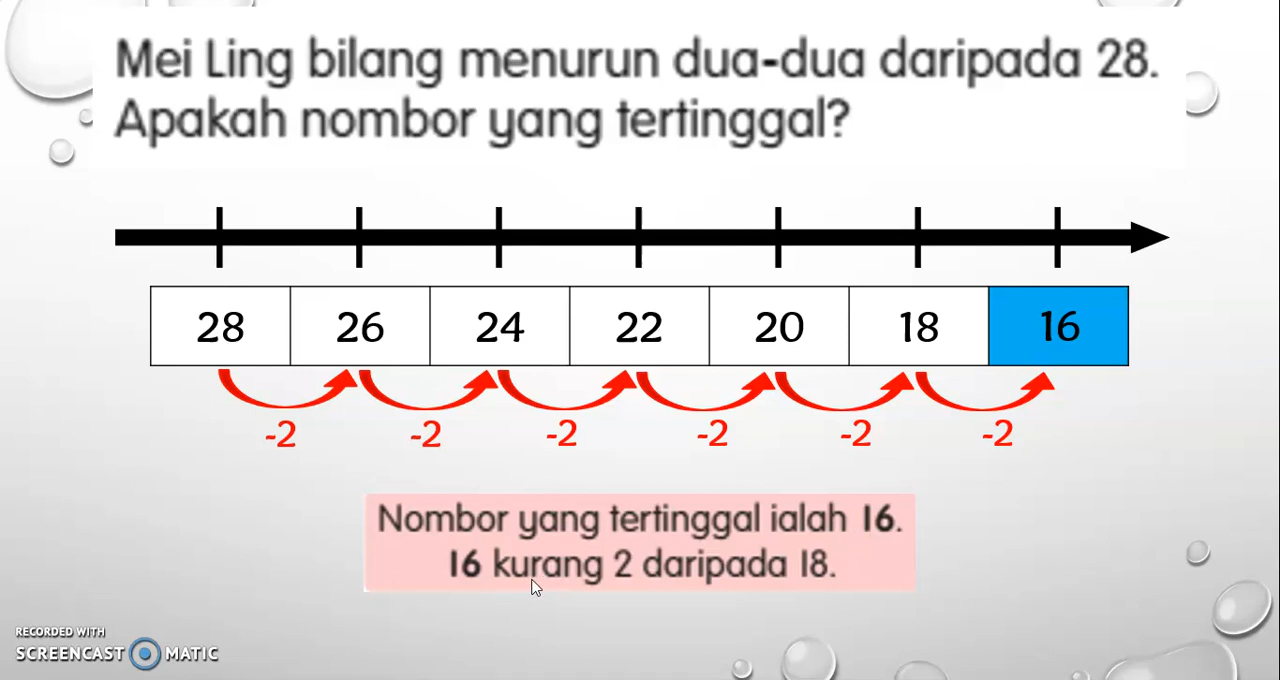 Mei Ling bilang menurun dua-dua daripada 28.
Apakah nombor yang tertinggal?
28 26 24 22 20 18 16
-2 -2 -2 -2 -2 -2
Nombor yang tertinggal ialah 16.
16 kurang 2 daripada 18.
RECORDED WITH
SCREENCAST MATIC